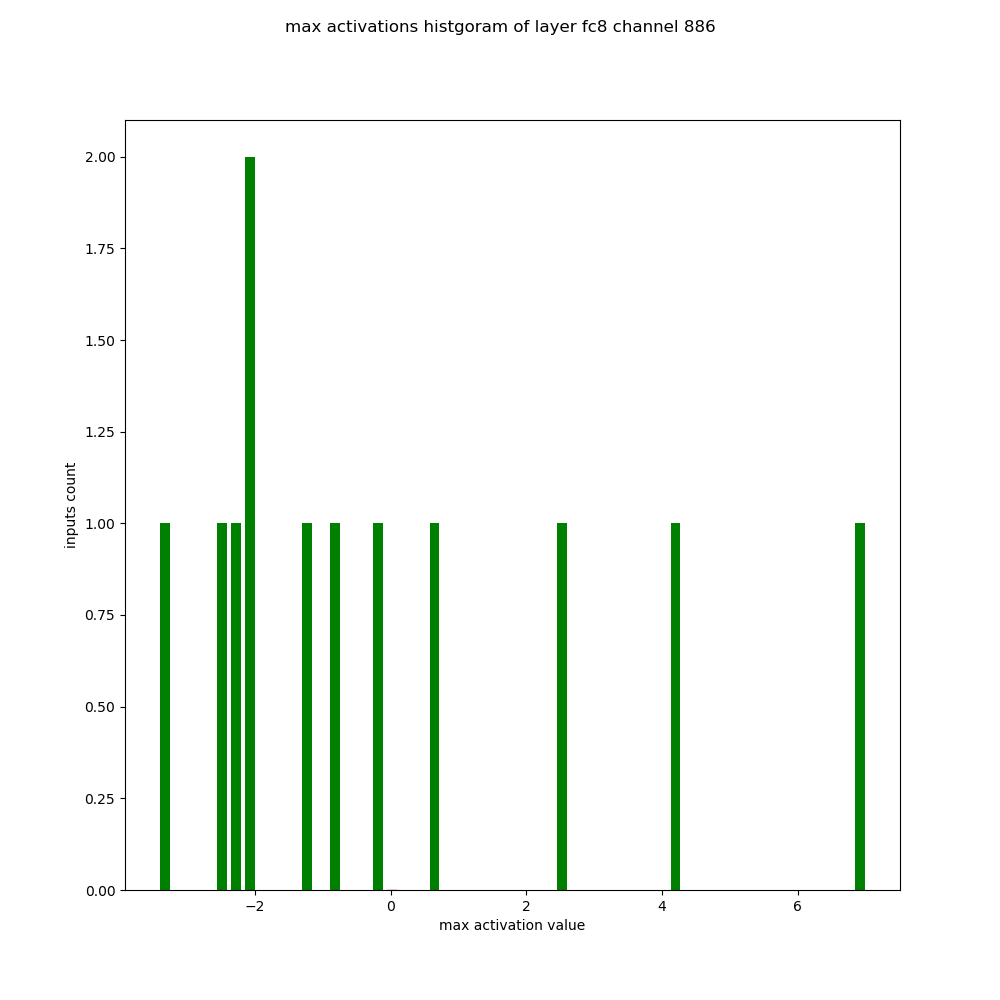 max activations histgoram of layer fc8 channel 886
2.00
1.75
1.50
1.25
1.00
0.75
0.50
0.25
0.00
inputs count
−2 0 2 4 6
max activation value